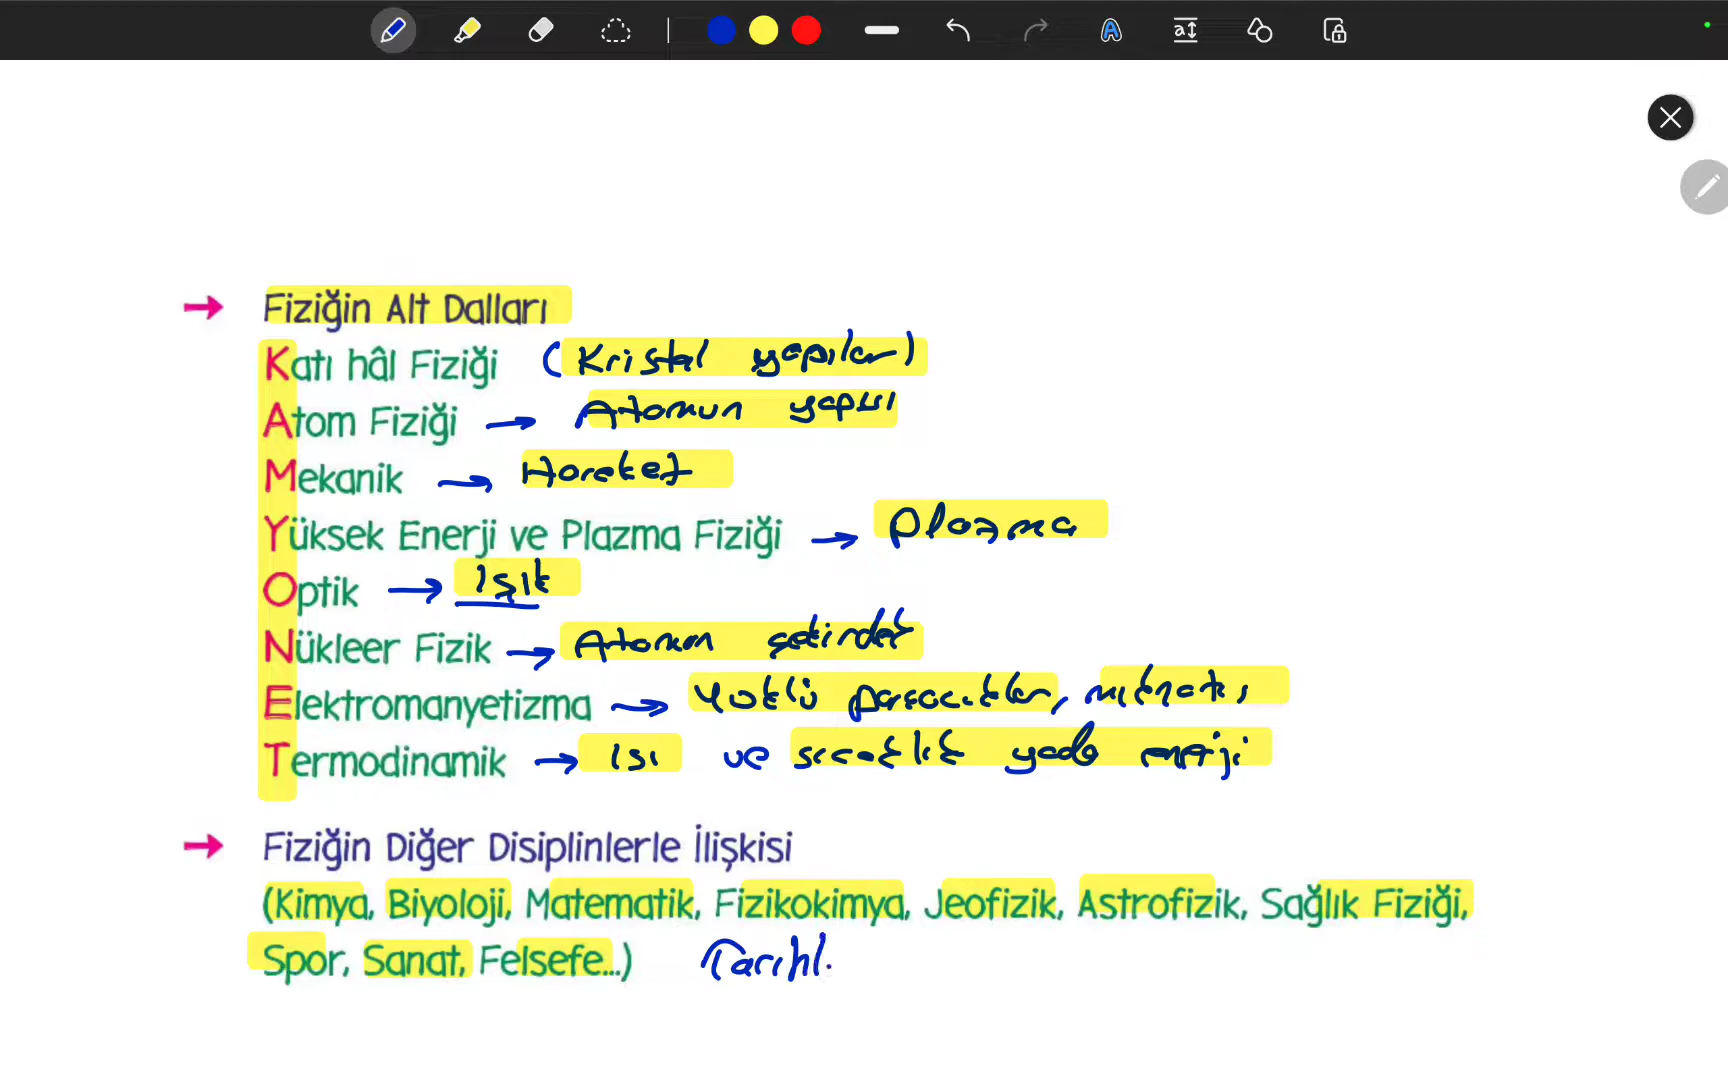 → Fiziğin Alt Dalları
Katı hâl Fiziği (Kristal yapılar)
Atom Fiziği → Atomun yapısı
Mekanik → Hareket
Yüksek Enerji ve Plazma Fiziği → Plazma
Optik → Işık
Nükleer Fizik → Atomun çekirdek
Elektromanyetizma → Yüklü parçacıklar, mıknatıs
Termodinamik → Isı ve sıcaklık yada enerji
→ Fiziğin Diğer Disiplinlerle İlişkisi
(Kimya, Biyoloji, Matematik, Fizikokimya, Jeofizik, Astrofizik, Sağlık Fiziği,
Spor, Sanat, Felsefe...) Tarihl.